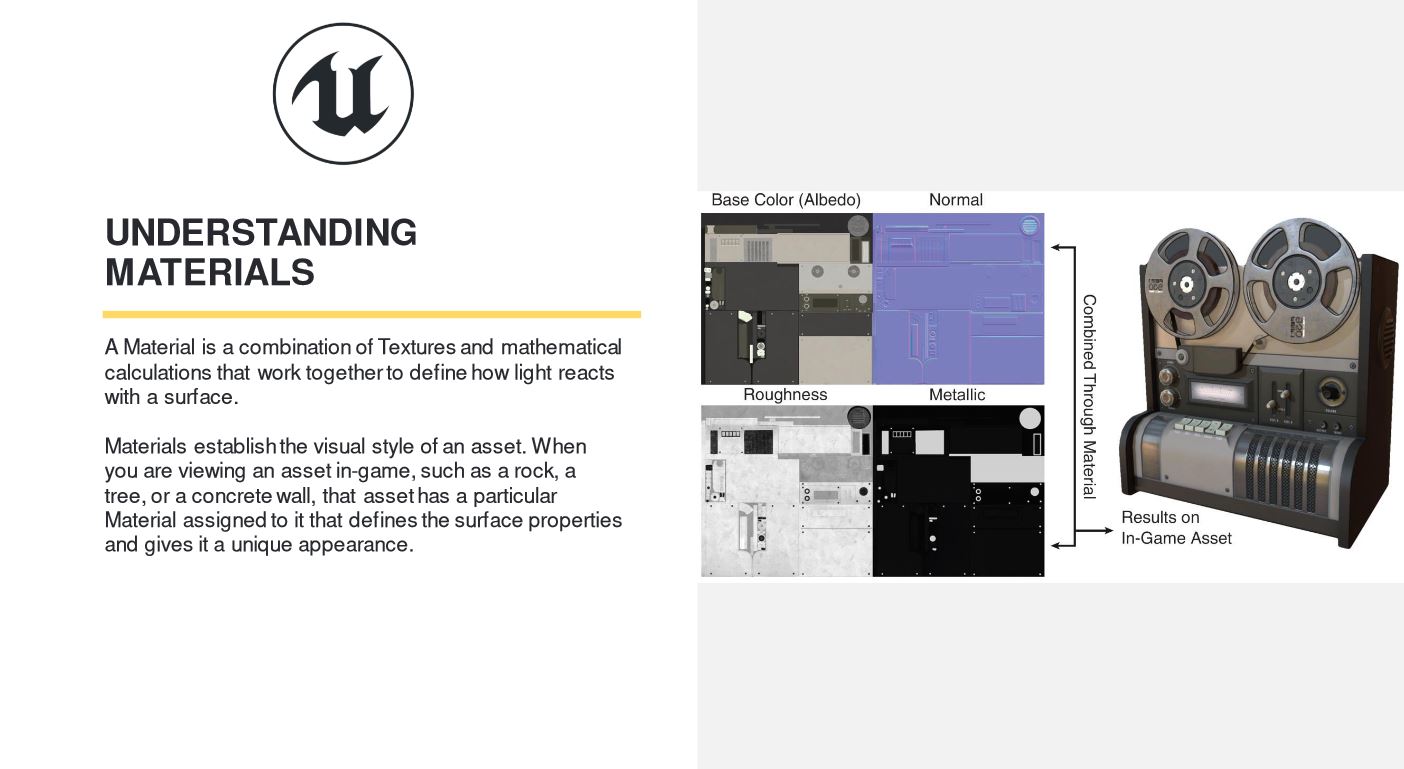 UNDERSTANDING
MATERIALS
A Material is a combination of Textures and mathematical
calculations that work together to define how light reacts
with a surface.
Materials establish the visual style of an asset. When
you are viewing an asset in-game, such as a rock, a
tree, or a concrete wall, that asset has a particular
Material assigned to it that defines the surface properties
and gives it a unique appearance.
Base Color (Albedo)
Normal
Roughness
Metallic
Combined Through Material
Results on
In-Game Asset